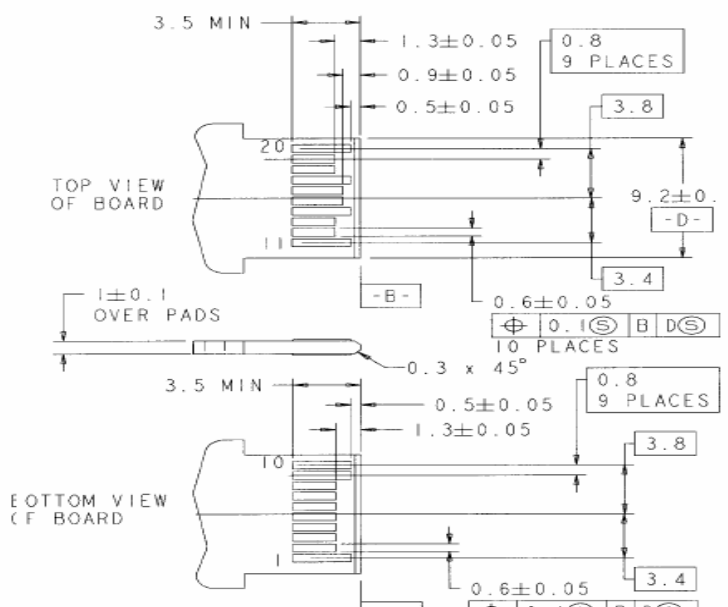 3.5 MIN
1.3±0.05
0.8
9 PLACES
0.9±0.05
0.5±0.05
3.8
20
TOP VIEW
OF BOARD
9.2±0.
-D-
11
3.4
1±0.1
OVER PADS
-B-
0.6±0.05
⌖ 0.1Ⓢ B DⓈ
10 PLACES
0.3 x 45°
3.5 MIN
0.8
9 PLACES
0.5±0.05
1.3±0.05
3.8
10
BOTTOM VIEW
OF BOARD
1
3.4
0.6±0.05